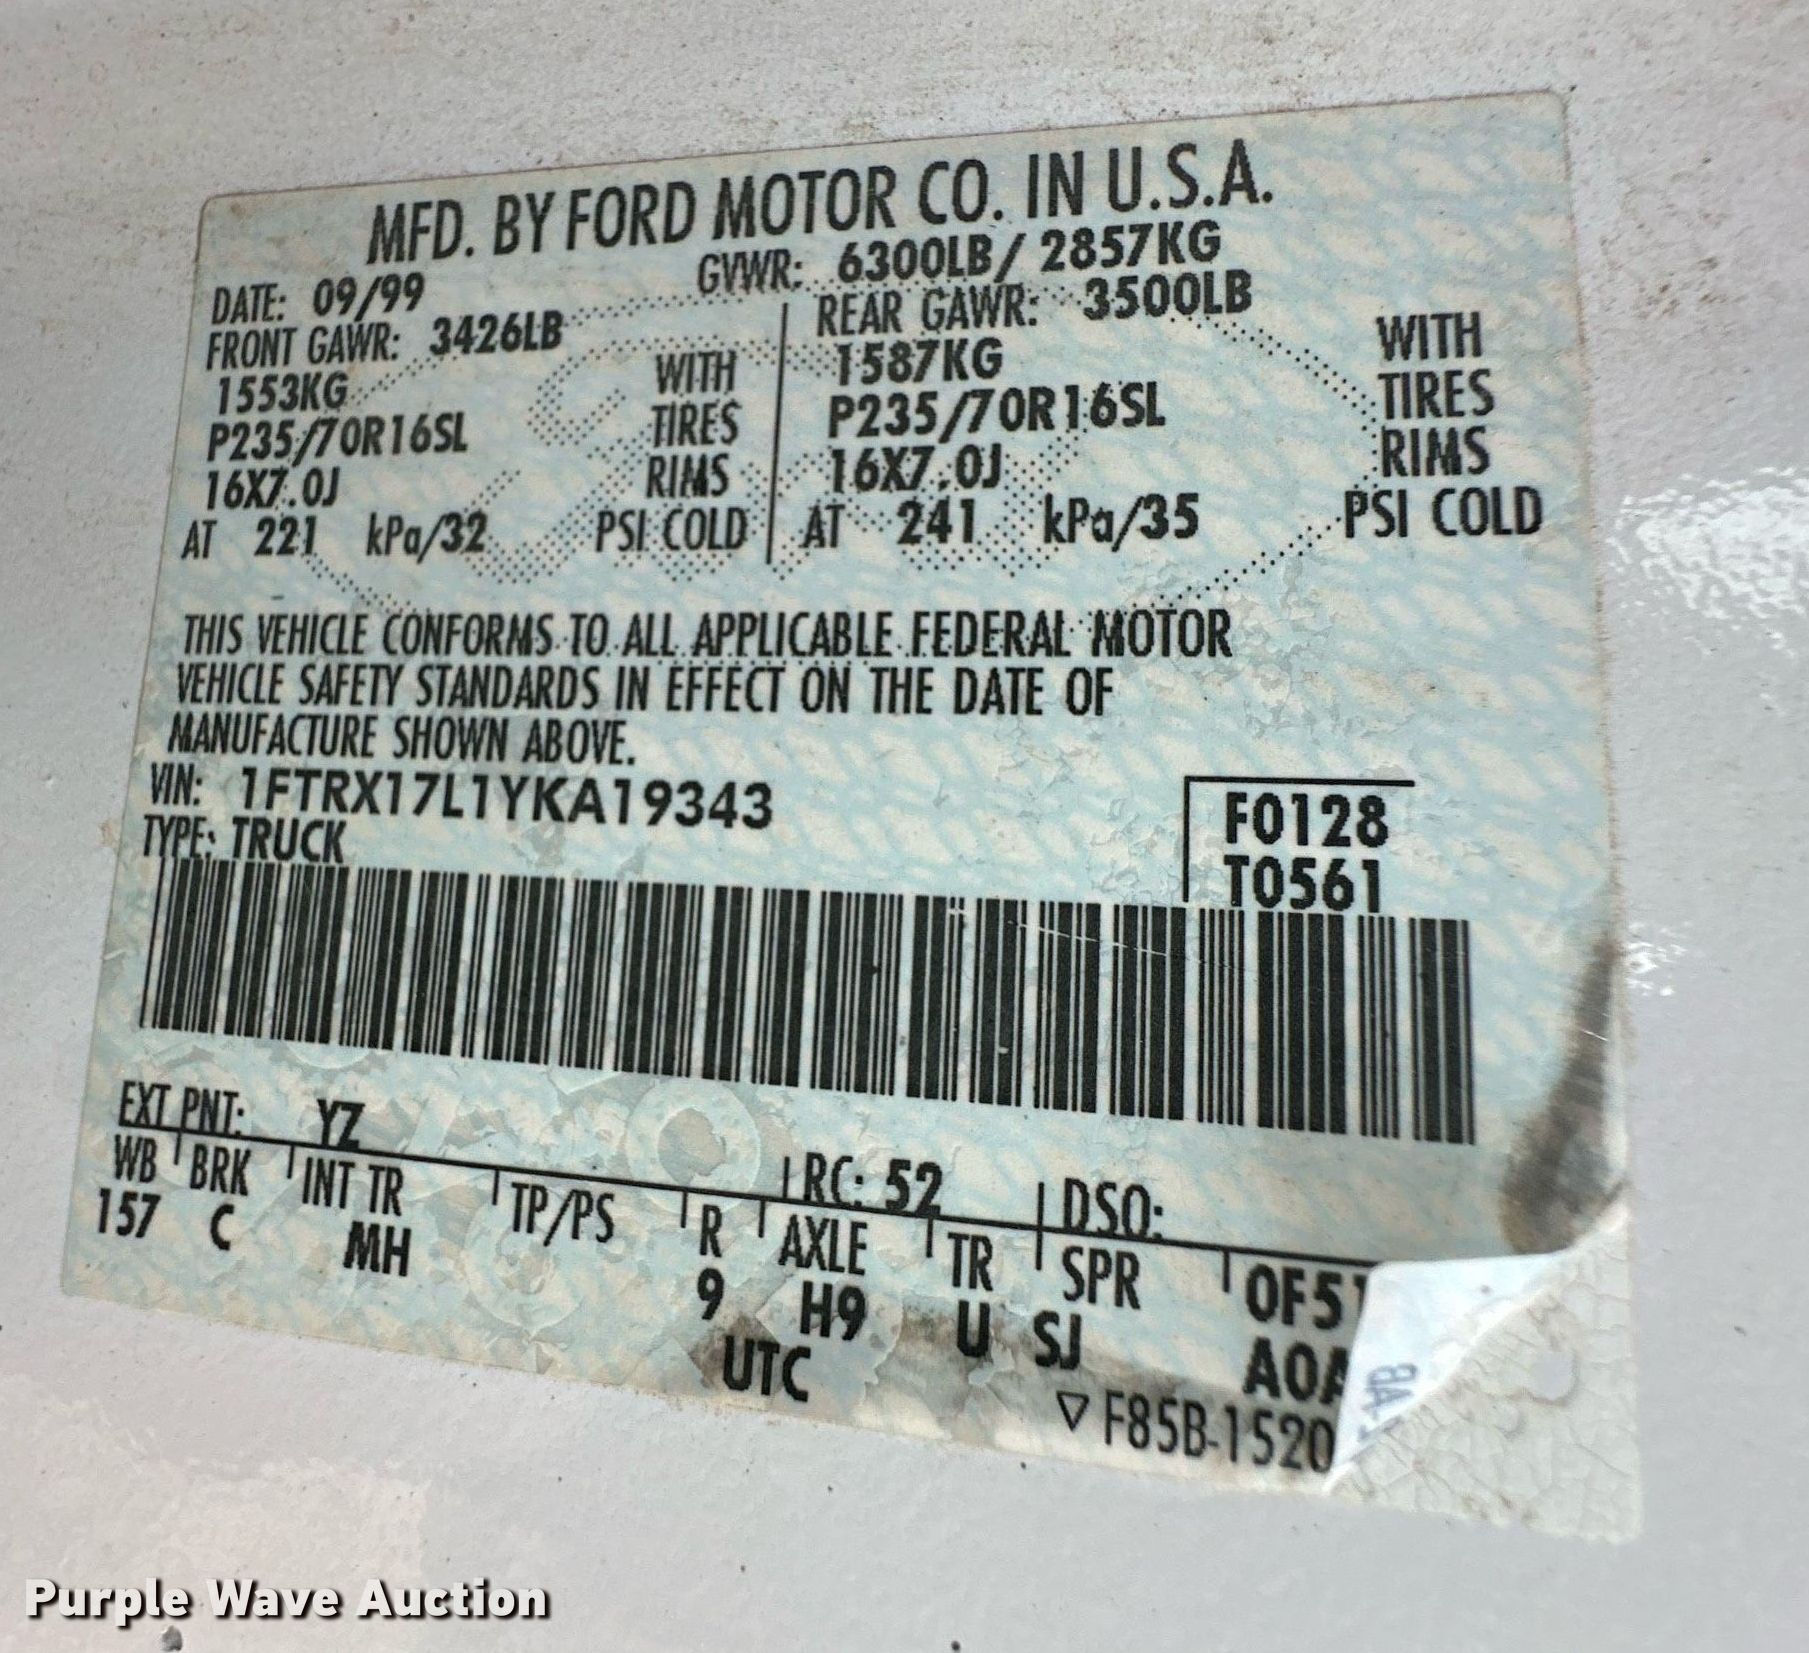 MFD. BY FORD MOTOR CO. IN U.S.A.
DATE: 09/99 GVWR: 6300LB/ 2857KG
FRONT GAWR: 3426LB REAR GAWR: 3500LB
1553KG WITH 1587KG WITH
P235/70R16SL TIRES P235/70R16SL TIRES
16X7.0J RIMS 16X7.0J RIMS
AT 221 kPa/32 PSI COLD AT 241 kPa/35 PSI COLD
THIS VEHICLE CONFORMS TO ALL APPLICABLE FEDERAL MOTOR
VEHICLE SAFETY STANDARDS IN EFFECT ON THE DATE OF
MANUFACTURE SHOWN ABOVE.
VIN: 1FTRX17L1YKA19343 F0128
TYPE: TRUCK T0561
EXT PNT: YZ RC: 52 DSO:
WB BRK INT TR TP/PS R AXLE TR SPR 0F51
157 C MH 9 H9 U SJ A0A
UTC ▽ F85B-1520
Purple Wave Auction